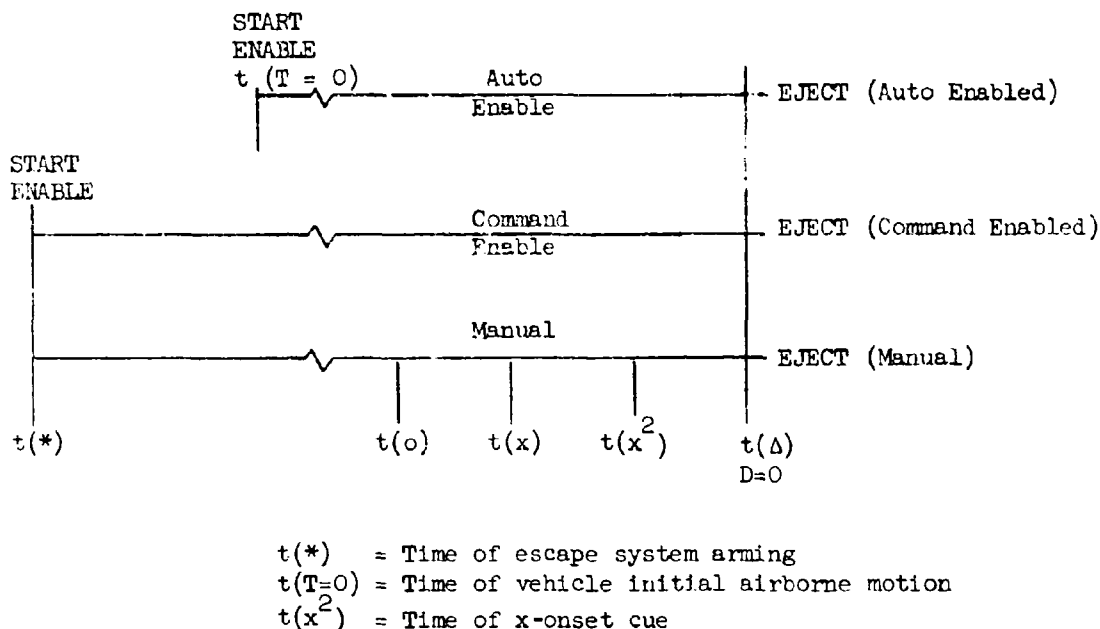 START
ENABLE
t (T = 0)
Auto
Enable
EJECT (Auto Enabled)
START
ENABLE
Command
Enable
EJECT (Command Enabled)
Manual
EJECT (Manual)
t(*)
t(o)
t(x)
t(x²)
t(Δ)
D=0
t(*) = Time of escape system arming
t(T=0) = Time of vehicle initial airborne motion
t(x²) = Time of x-onset cue